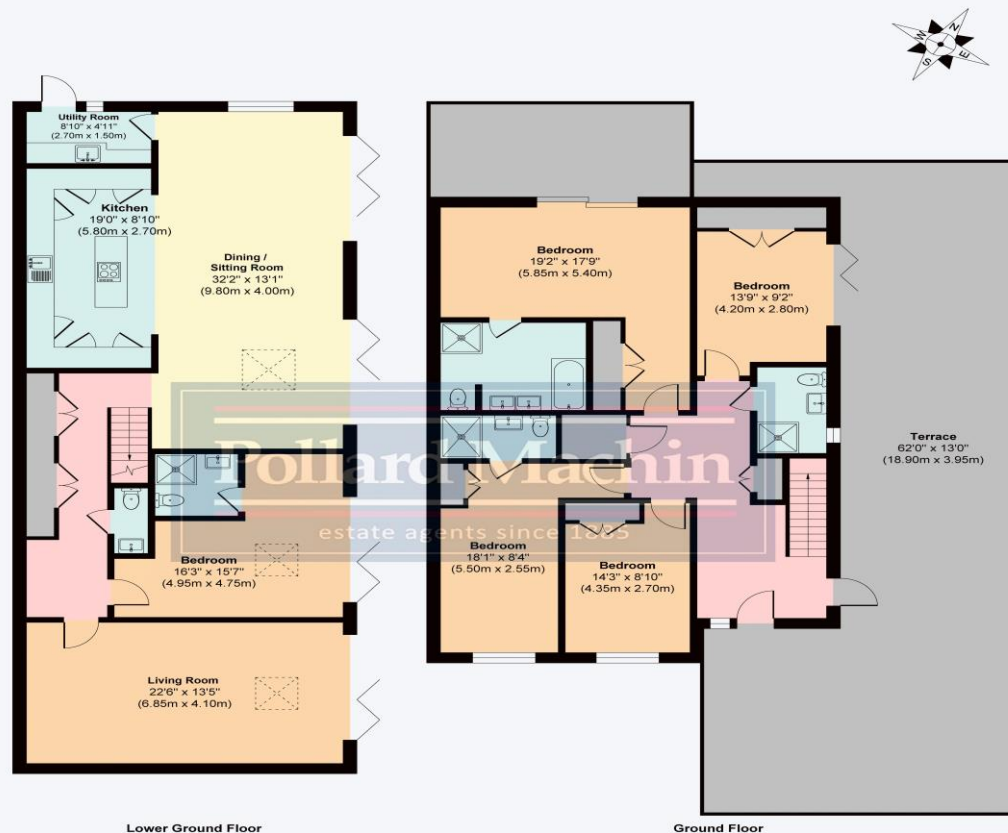 N
W
E
S
Utility Room
8'10" x 4'11"
(2.70m x 1.50m)
Kitchen
19'0" x 8'10"
(5.80m x 2.70m)
Dining /
Sitting Room
32'2" x 13'1"
(9.80m x 4.00m)
Bedroom
16'3" x 15'7"
(4.95m x 4.75m)
Living Room
22'6" x 13'5"
(6.85m x 4.10m)
Lower Ground Floor
Bedroom
19'2" x 17'9"
(5.85m x 5.40m)
Bedroom
13'9" x 9'2"
(4.20m x 2.80m)
Terrace
62'0" x 13'0"
(18.90m x 3.95m)
Bedroom
18'1" x 8'4"
(5.50m x 2.55m)
Bedroom
14'3" x 8'10"
(4.35m x 2.70m)
Ground Floor
Pollard Machin
estate agents since 1885